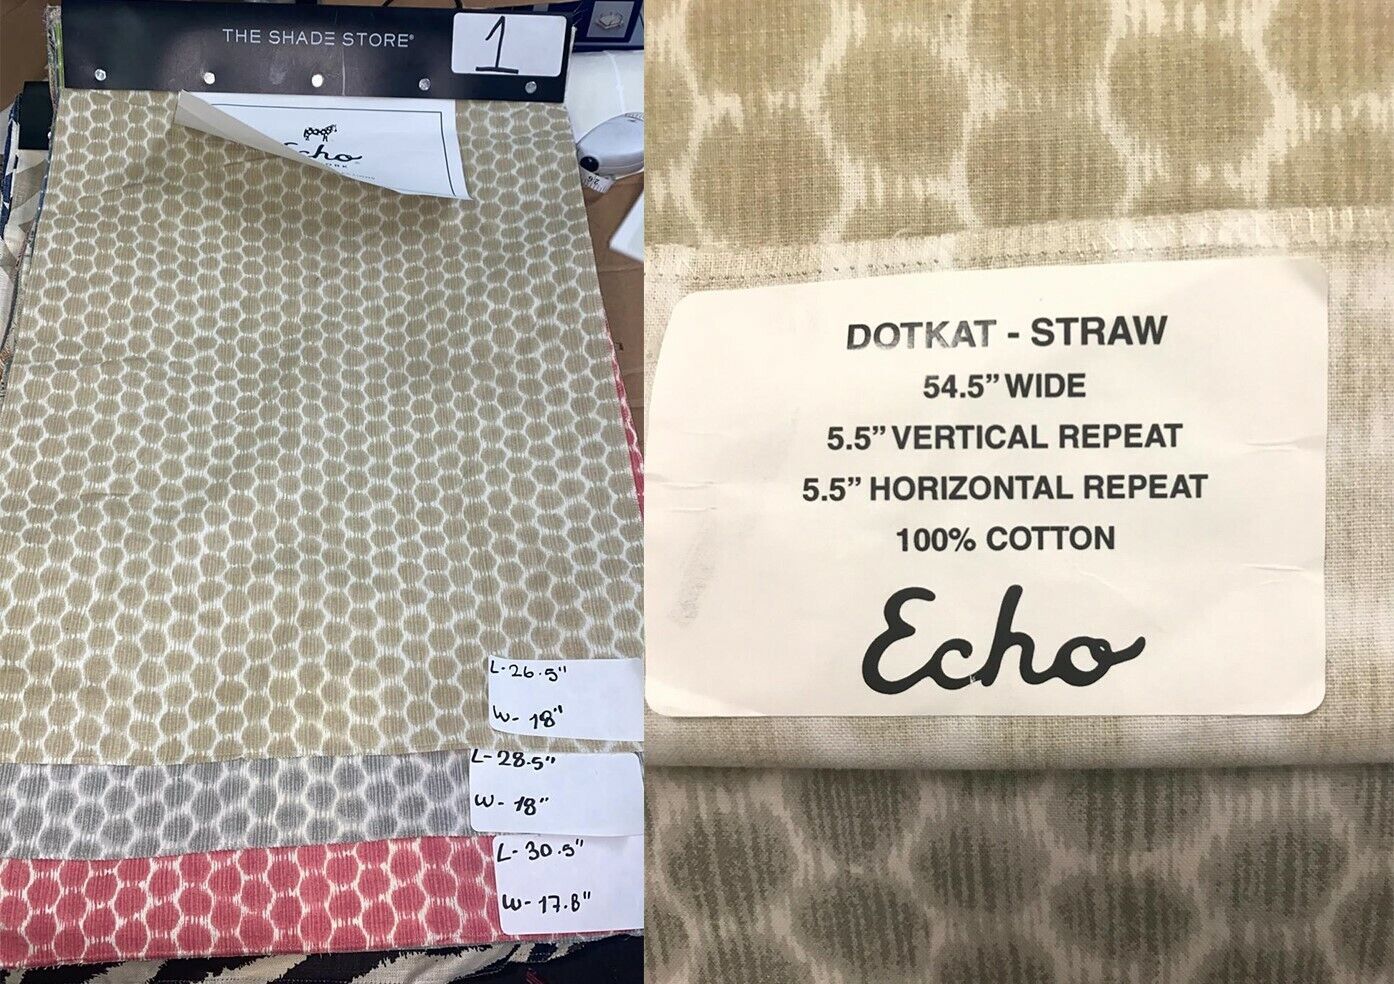 THE SHADE STORE®
1
Echo
L-26.5"
W-18"
L-28.5"
W-18"
L-30.5"
W-17.8"
DOTKAT - STRAW
54.5” WIDE
5.5” VERTICAL REPEAT
5.5” HORIZONTAL REPEAT
100% COTTON
Echo